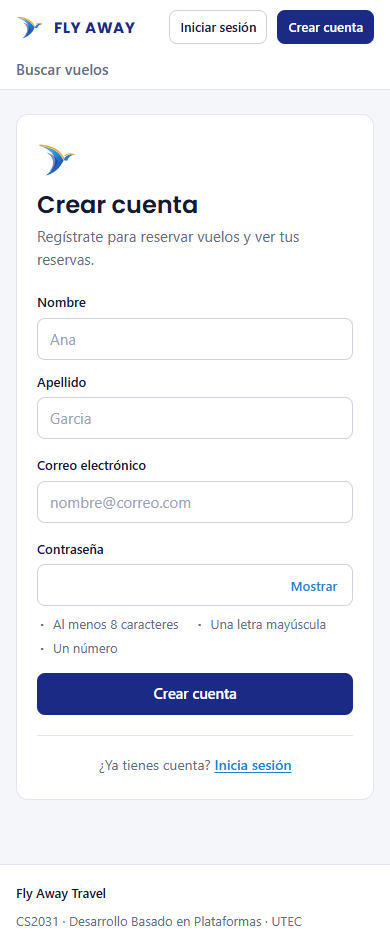 FLY AWAY
Iniciar sesión
Crear cuenta
Buscar vuelos
Crear cuenta
Regístrate para reservar vuelos y ver tus
reservas.
Nombre
Ana
Apellido
Garcia
Correo electrónico
nombre@correo.com
Contraseña
Mostrar
· Al menos 8 caracteres · Una letra mayúscula
· Un número
Crear cuenta
¿Ya tienes cuenta? Inicia sesión
Fly Away Travel
CS2031 · Desarrollo Basado en Plataformas · UTEC